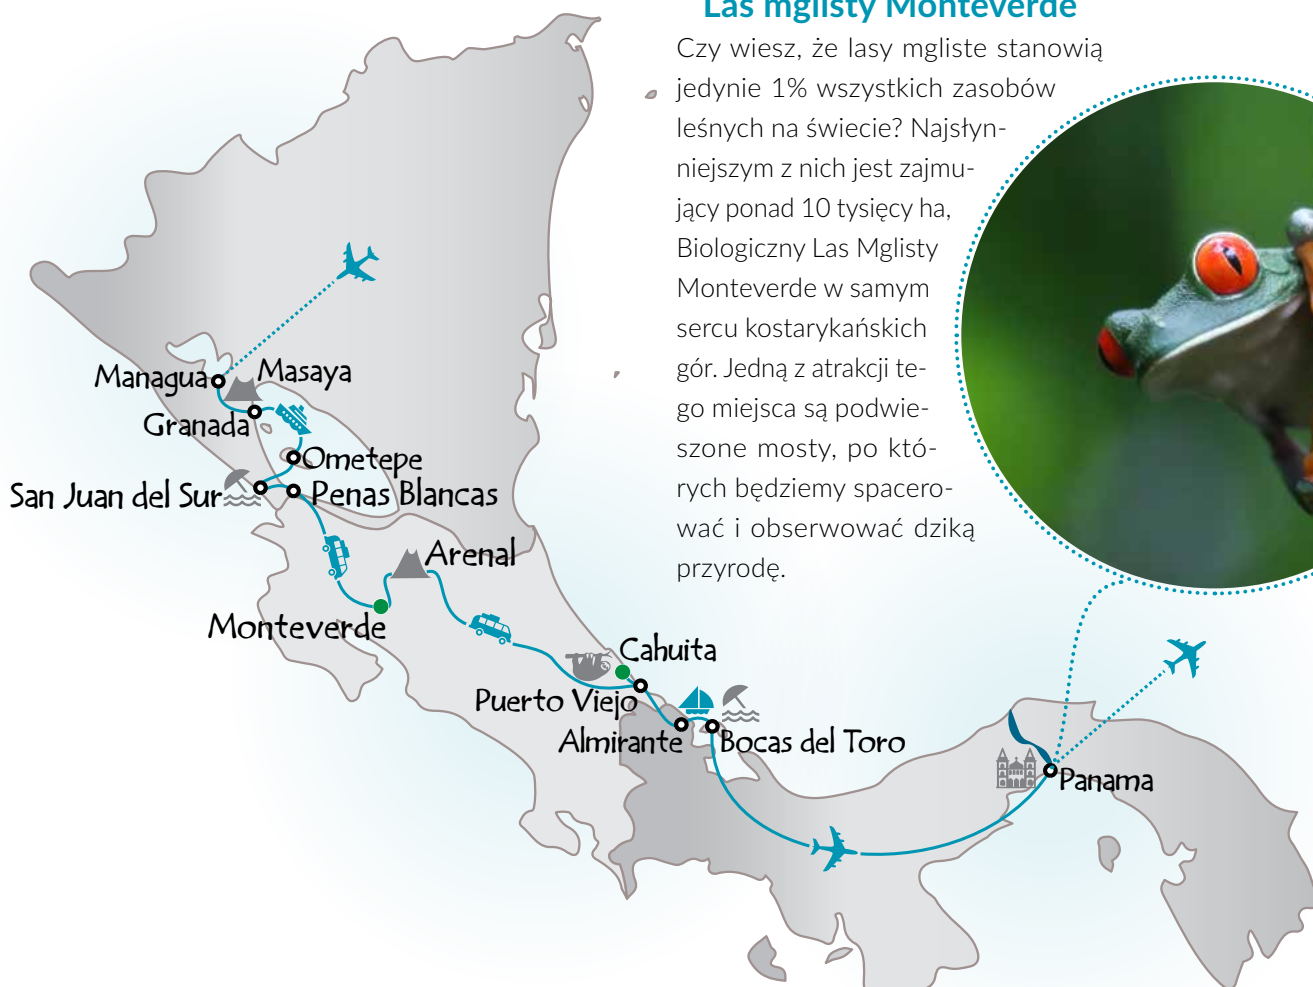 Las mglisty Monteverde
Czy wiesz, że lasy mgliste stanowią
jedynie 1% wszystkich zasobów
leśnych na świecie? Najsłyn-
niejszym z nich jest zajmu-
jący ponad 10 tysięcy ha,
Biologiczny Las Mglisty
Monteverde w samym
sercu kostarykańskich
gór. Jedną z atrakcji te-
go miejsca są podwie-
szone mosty, po któ-
rych będziemy spacero-
wać i obserwować dziką
przyrodę.
Managua
Masaya
Granada
Ometepe
San Juan del Sur
Penas Blancas
Arenal
Monteverde
Cahuita
Puerto Viejo
Almirante
Bocas del Toro
Panama